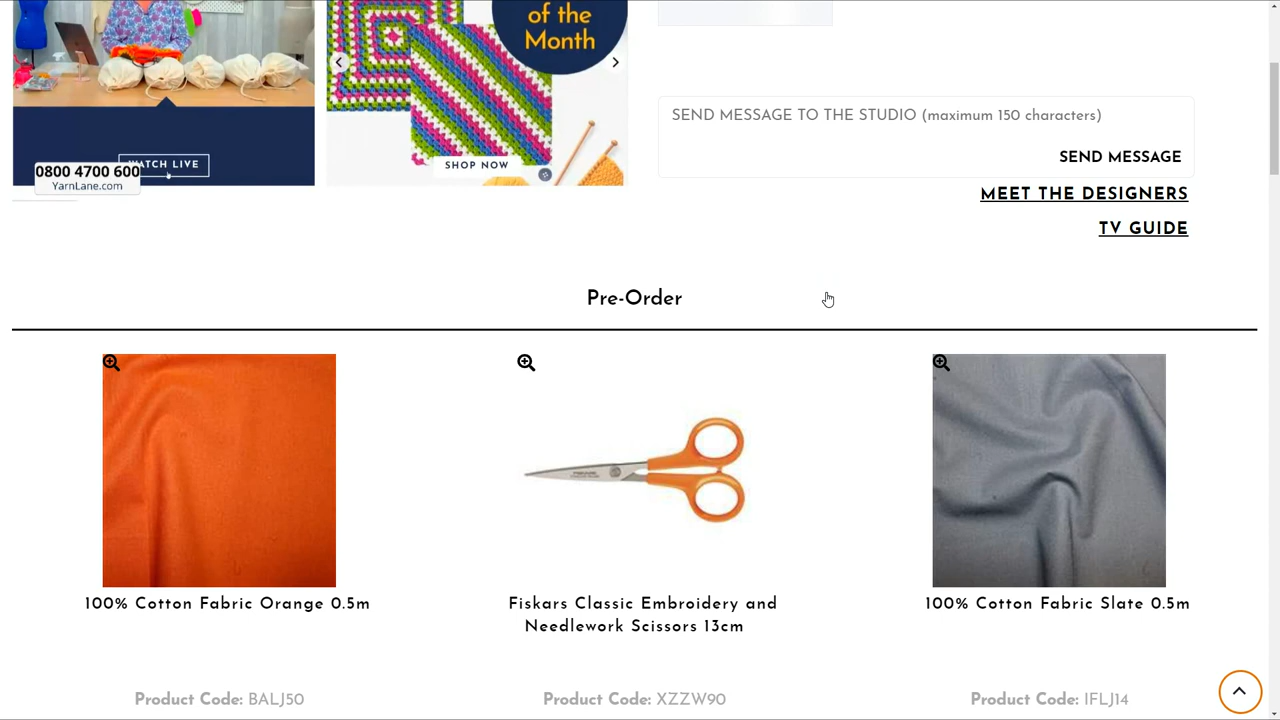 of the
Month
WATCH LIVE
0800 4700 600
YarnLane.com
SHOP NOW
SEND MESSAGE TO THE STUDIO (maximum 150 characters)
SEND MESSAGE
MEET THE DESIGNERS
TV GUIDE
Pre-Order
100% Cotton Fabric Orange 0.5m
Fiskars Classic Embroidery and
Needlework Scissors 13cm
100% Cotton Fabric Slate 0.5m
Product Code: BALJ50
Product Code: XZZW90
Product Code: IFLJ14